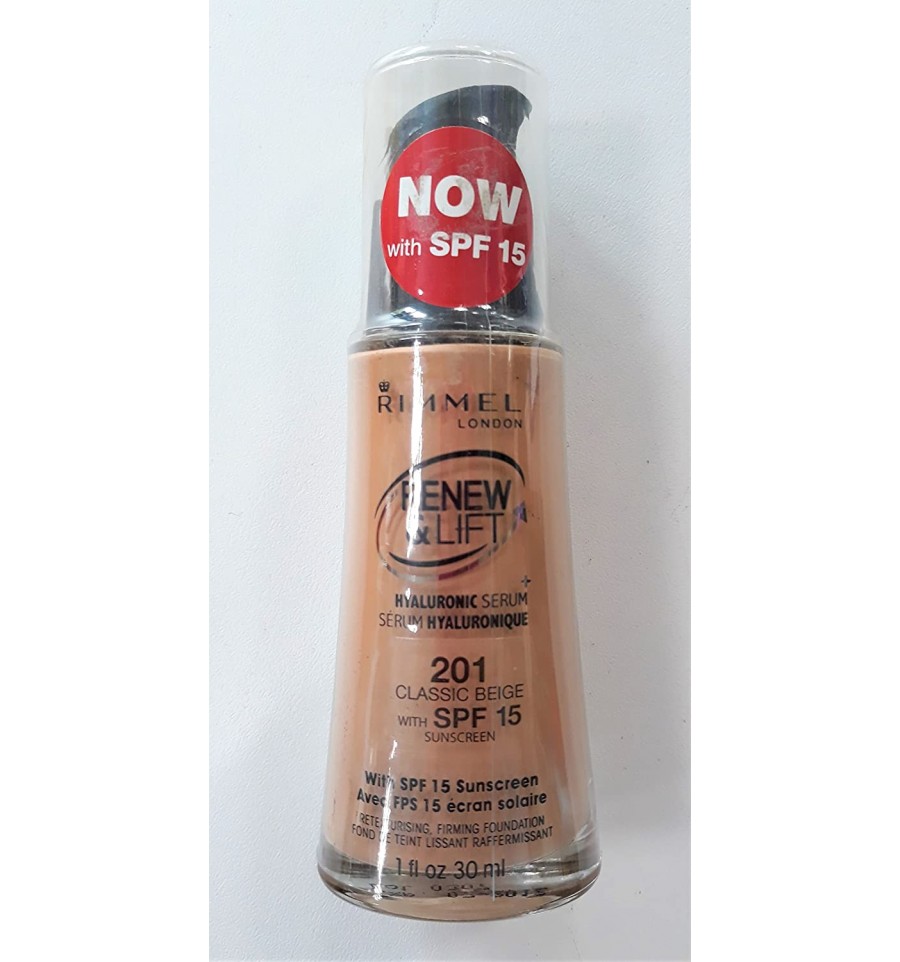 NOW
with SPF 15
RIMMEL
LONDON
RENEW
& LIFT
HYALURONIC SERUM
SÉRUM HYALURONIQUE
201
CLASSIC BEIGE
WITH SPF 15
SUNSCREEN
With SPF 15 Sunscreen
Avec FPS 15 écran solaire
RETEXTURISING, FIRMING FOUNDATION
FOND DE TEINT LISSANT RAFFERMISSANT
1 fl oz 30 ml